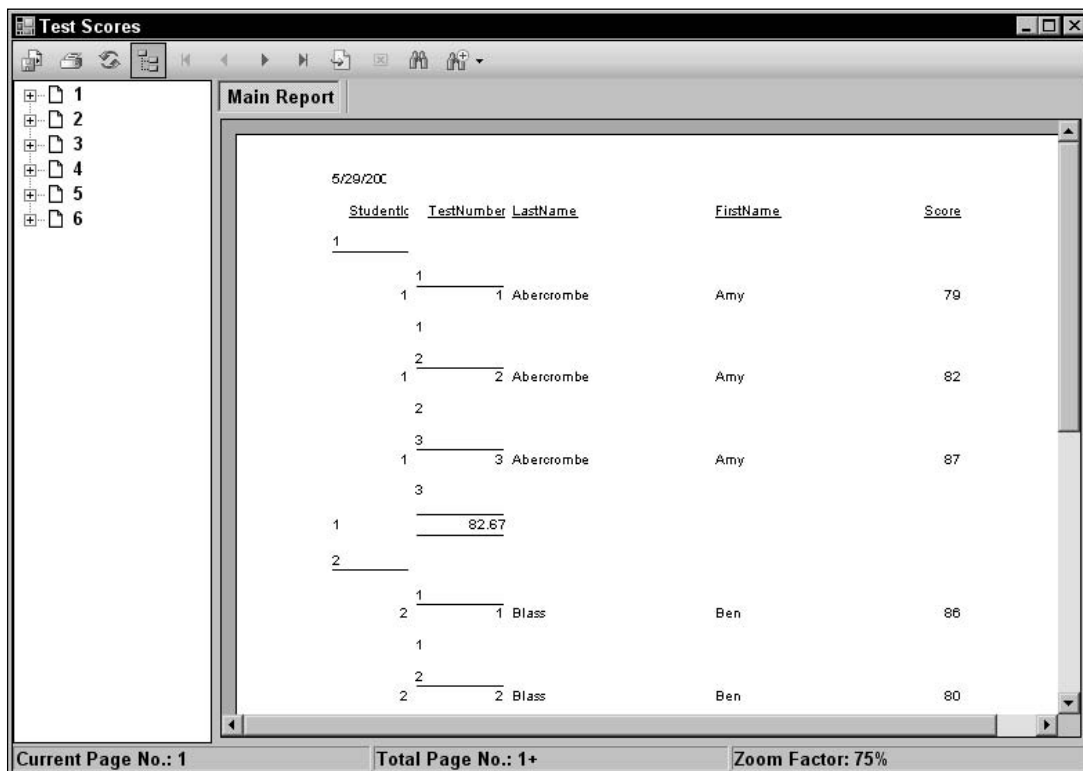 Test Scores
1
2
3
4
5
6
Main Report
5/29/200
StudentId TestNumber LastName FirstName Score
1
1
1 1 Abercrombe Amy 79
1
2
1 2 Abercrombe Amy 82
2
3
1 3 Abercrombe Amy 87
3
1 82.67
2
1
2 1 Blass Ben 86
1
2
2 2 Blass Ben 80
Current Page No.: 1 Total Page No.: 1+ Zoom Factor: 75%